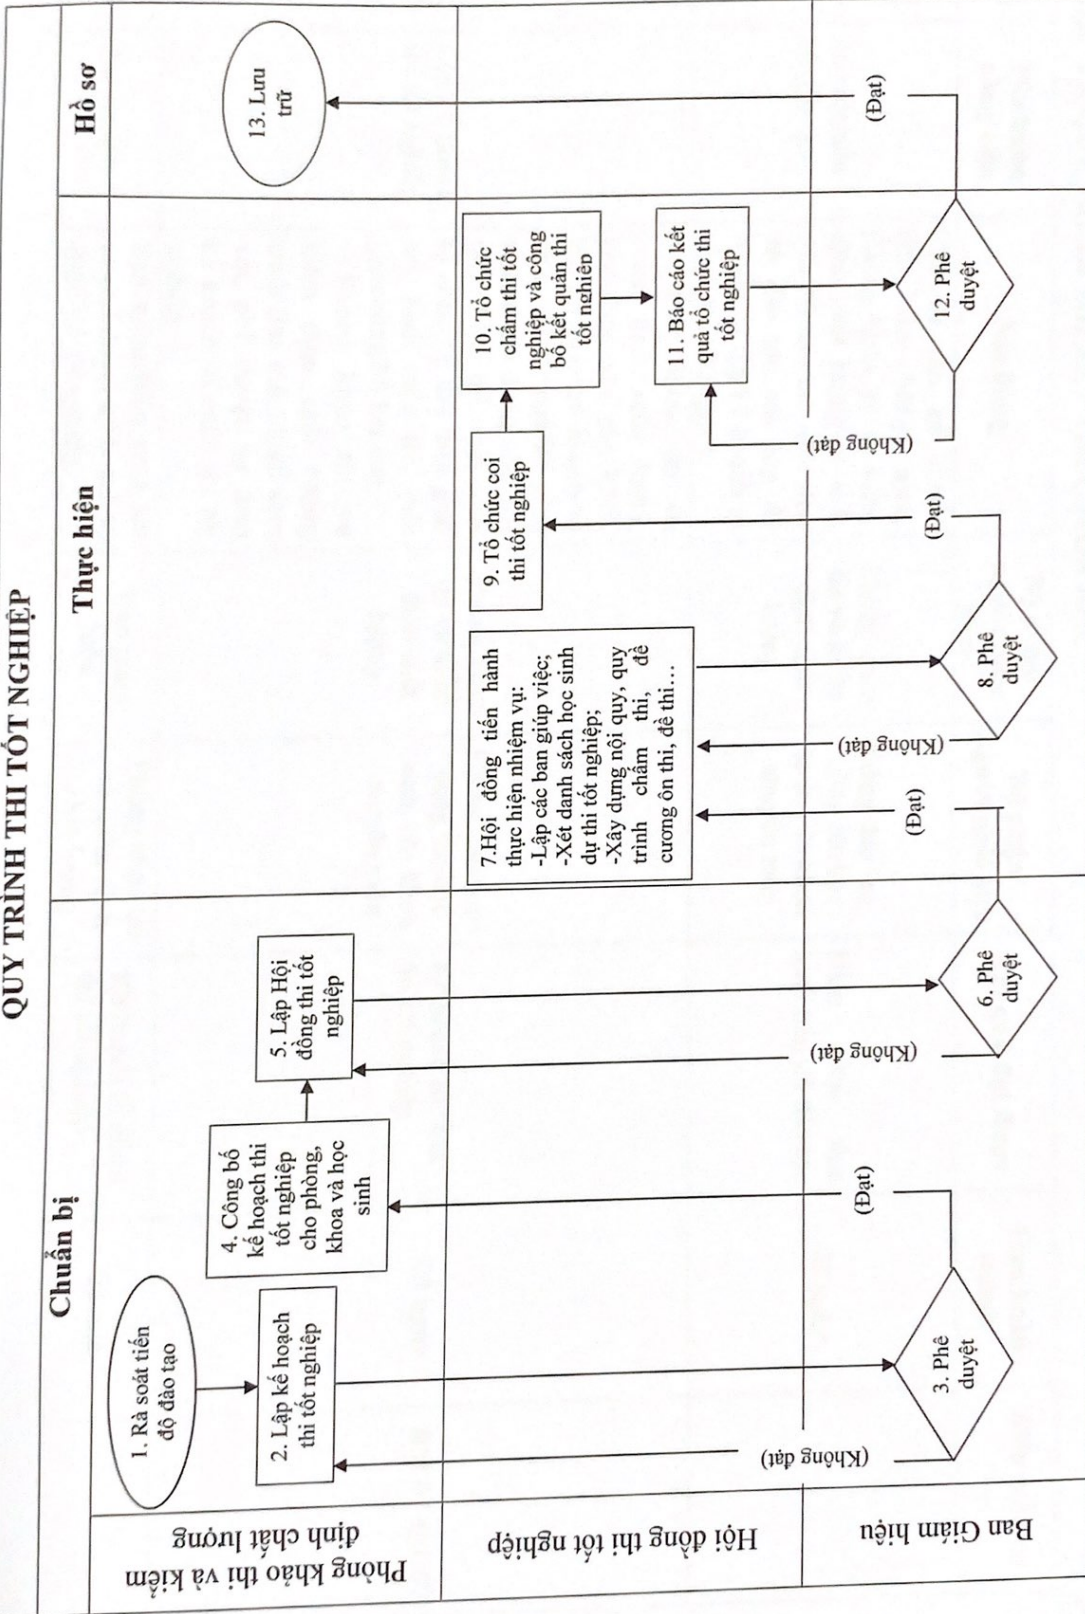 QUY TRÌNH THI TỐT NGHIỆP
Chuẩn bị
Thực hiện
Hồ sơ
Phòng khảo thí và kiểm
định chất lượng
1. Rà soát tiến
độ đào tạo
2. Lập kế hoạch
thi tốt nghiệp
4. Công bố
kế hoạch thi
tốt nghiệp
cho phòng,
khoa và học
sinh
5. Lập Hội
đồng thi tốt
nghiệp
13. Lưu
trữ
Hội đồng thi tốt nghiệp
7.Hội đồng tiến hành
thực hiện nhiệm vụ:
-Lập các ban giúp việc;
-Xét danh sách học sinh
dự thi tốt nghiệp;
-Xây dựng nội quy, quy
trình chấm thi, đề
cương ôn thi, đề thi…
9. Tổ chức coi
thi tốt nghiệp
10. Tổ chức
chấm thi tốt
nghiệp và công
bố kết quản thi
tốt nghiệp
11. Báo cáo kết
quả tổ chức thi
tốt nghiệp
Ban Giám hiệu
(Không đạt)
3. Phê
duyệt
(Đạt)
(Không đạt)
6. Phê
duyệt
(Đạt)
(Không đạt)
8. Phê
duyệt
(Đạt)
(Không đạt)
12. Phê
duyệt
(Đạt)